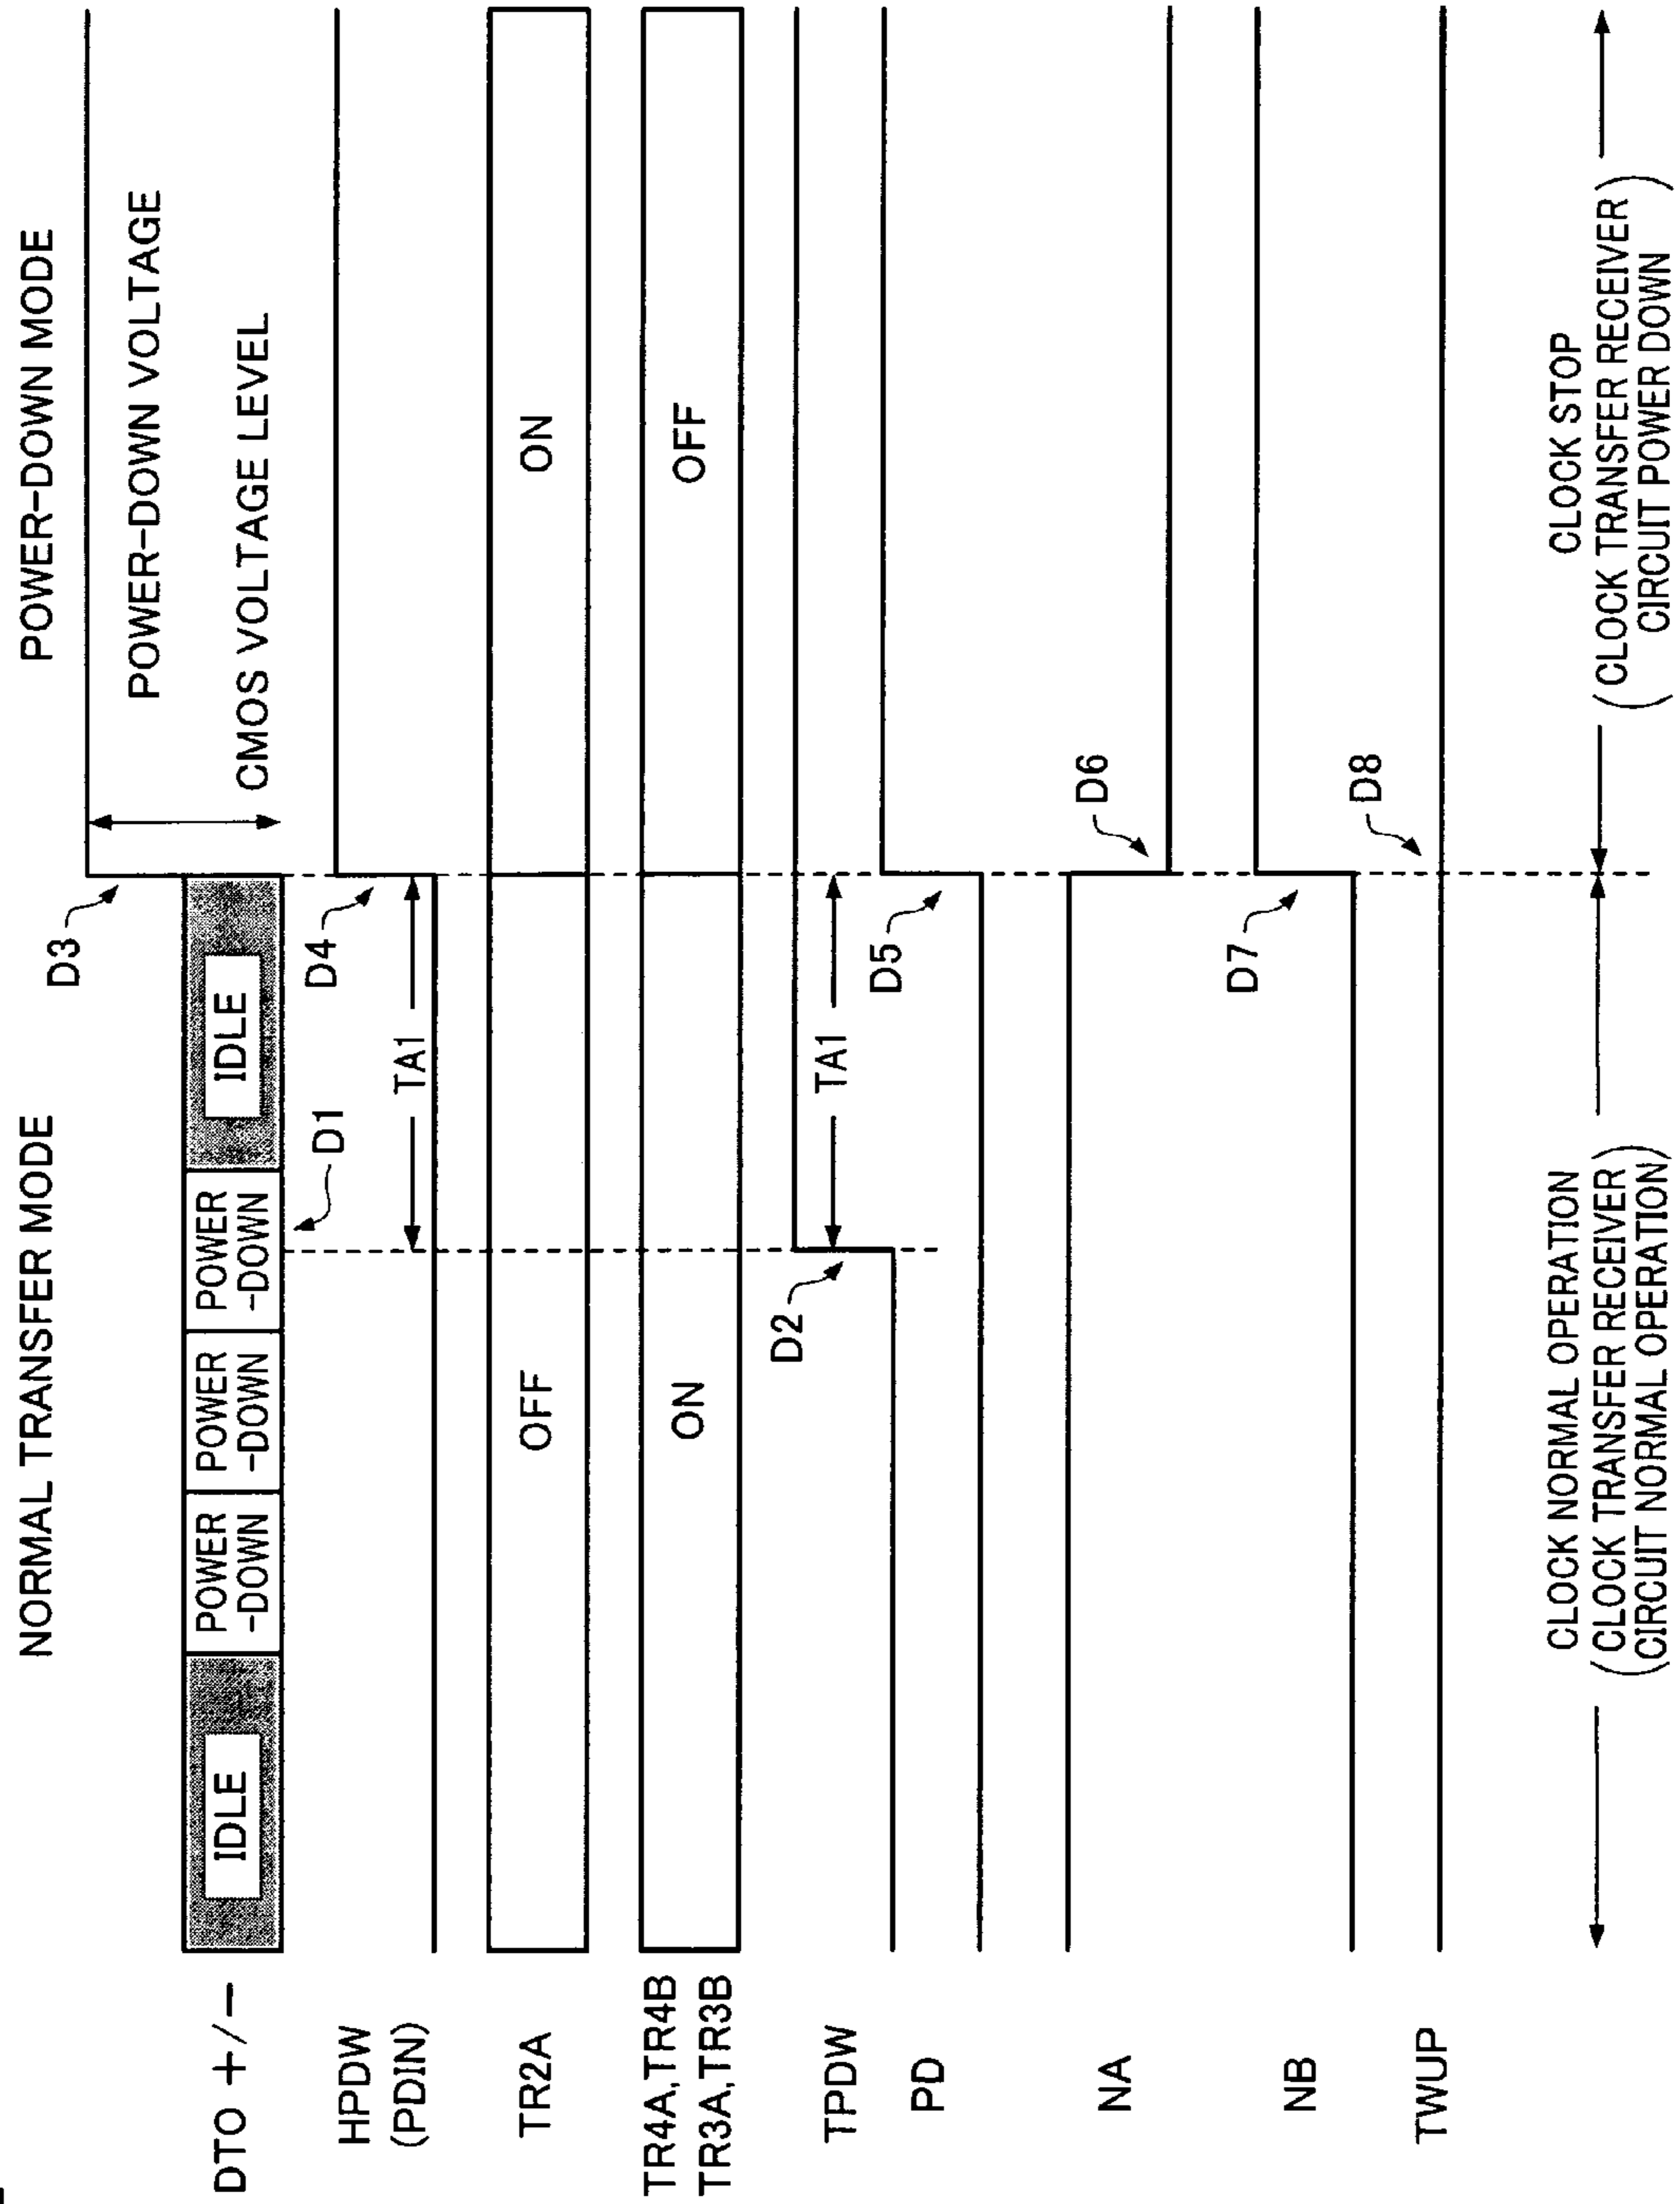 NORMAL TRANSFER MODE
POWER-DOWN MODE
D3
POWER-DOWN VOLTAGE
CMOS VOLTAGE LEVEL
DTO +/-
IDLE
POWER
-DOWN
POWER
-DOWN
POWER
-DOWN
IDLE
D1
D4
HPDW
(PDIN)
TA1
TR2A
OFF
ON
TR4A,TR4B
TR3A,TR3B
ON
OFF
D2
TPDW
TA1
D5
PD
D6
NA
D7
NB
D8
TWUP
CLOCK NORMAL OPERATION
(CLOCK TRANSFER RECEIVER
CIRCUIT NORMAL OPERATION)
CLOCK STOP
(CLOCK TRANSFER RECEIVER
CIRCUIT POWER DOWN)